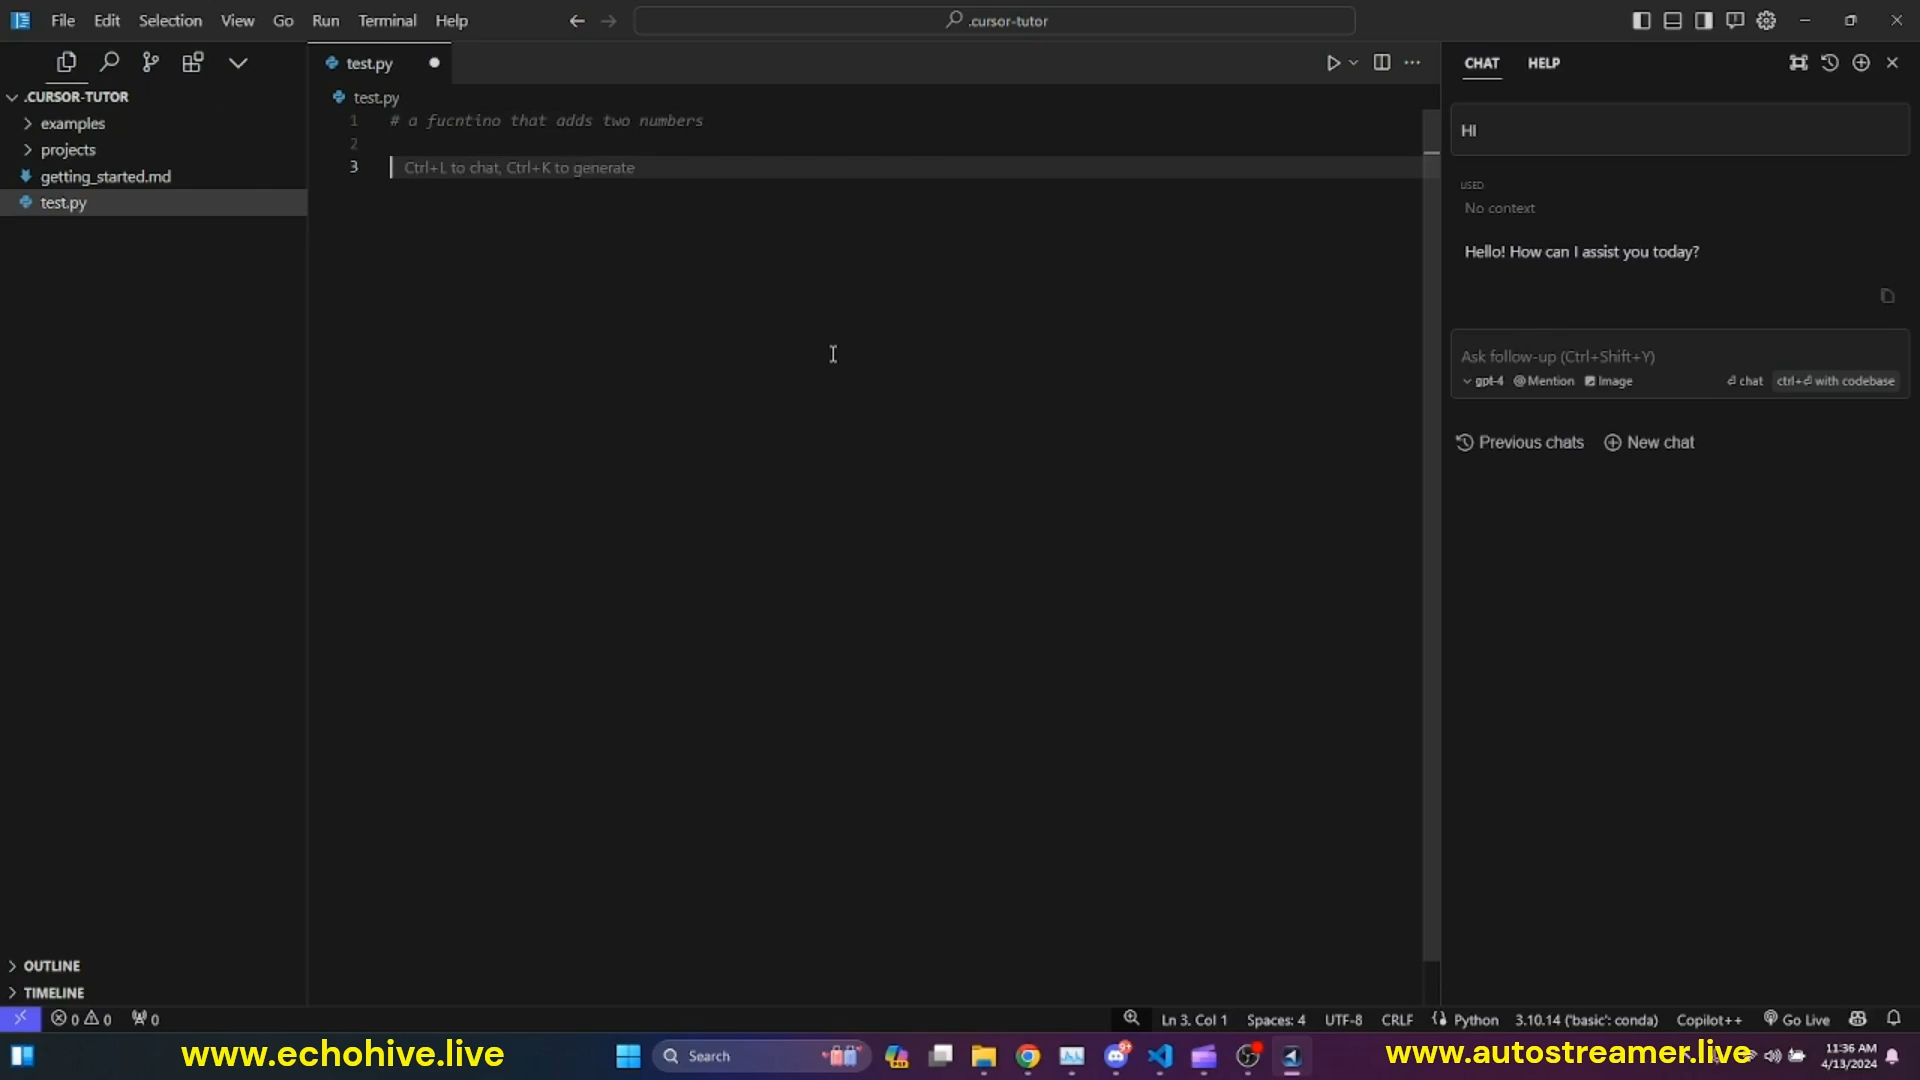 File Edit Selection View Go Run Terminal Help
.cursor-tutor
.CURSOR-TUTOR
examples
projects
getting_started.md
test.py
test.py
test.py
1 # a fucntino that adds two numbers
2
3 Ctrl+L to chat, Ctrl+K to generate
CHAT HELP
HI
USED
No context
Hello! How can I assist you today?
Ask follow-up (Ctrl+Shift+Y)
gpt-4 @Mention Image ⏎ chat ctrl+⏎ with codebase
Previous chats New chat
OUTLINE
TIMELINE
0 0 0 Ln 3, Col 1 Spaces: 4 UTF-8 CRLF Python 3.10.14 ('basic': conda) Copilot++ Go Live
www.echohive.live
Search
9+
www.autostreamer.live
11:36 AM
4/13/2024